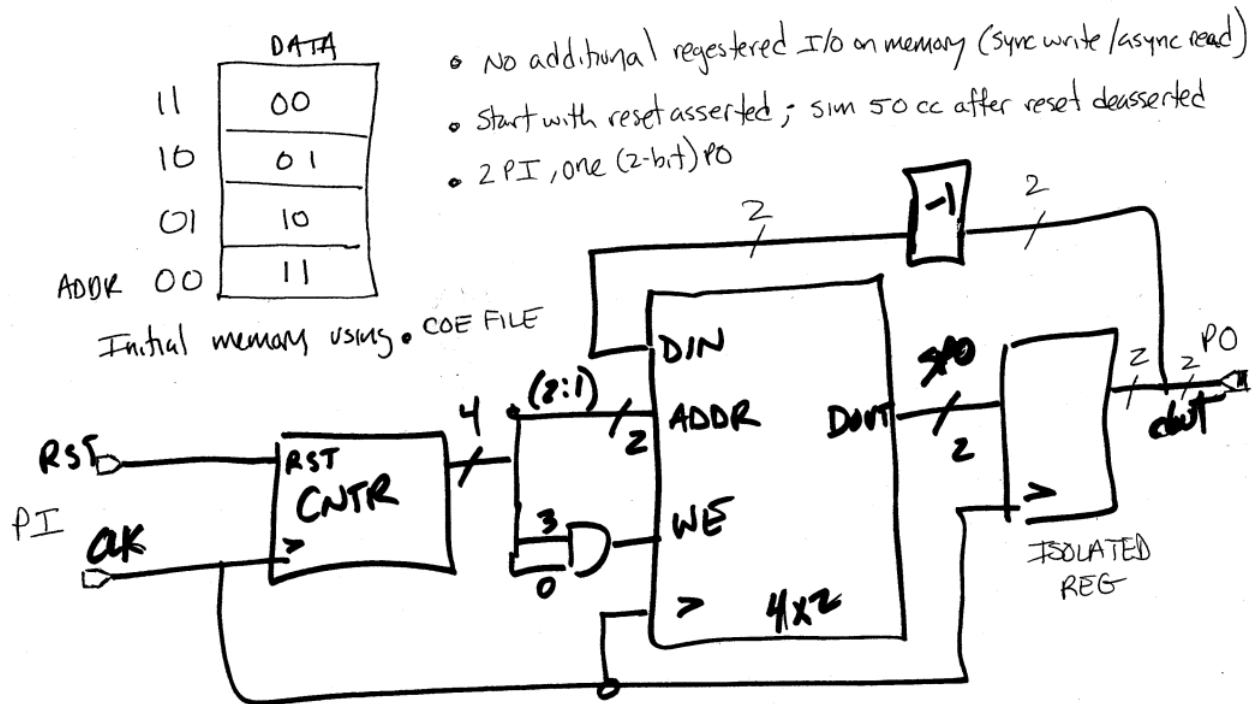 DATA
11 00
10 01
01 10
ADDR 00 11
Initial memory using .COE FILE
• No additional regestered I/O on memory (sync write/async read)
• Start with reset asserted; sim 50 cc after reset deasserted
• 2 PI, one (2-bit) PO
2
-1
2
DIN
(2:1)
4
2
ADDR
DOUT
SPO
2
2
2
PO
dout
RST
RST
CNTR
PI
CLK
>
3
0
WE
>
4x2
>
ISOLATED
REG